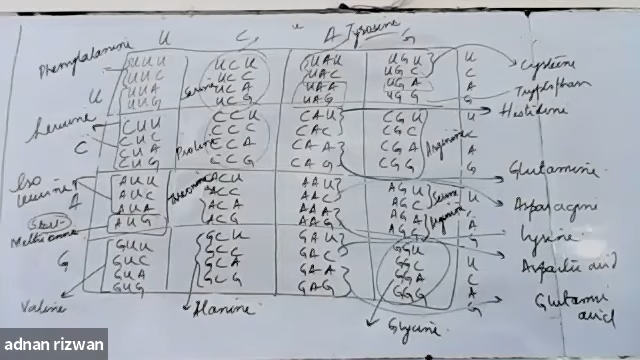 U C A Tyrosine G
Phenylalanine UUU UCU UAU UGU U Cysteine
UUC UCC UAC UGC C
U UUA Serine UCA UAA UGA A Tryptophan
UUG UCG UAG UGG G Histidine
Leucine CUU CCU CAU CGU U
C CUC CCC CAC CGC Arginine C
CUA Proline CCA CAA CGA A
CUG CCG CAG CGG G Glutamine
Iso AUU ACU AAU AGU U
leucine AUC ACC AAC AGC Serine Asparagine
A AUA ACA AAA AGA A
Start AUG ACG AAG AGG G Lysine
Methionine
G GUU GCU GAU GGU U Aspartic acid
GUC GCC GAC GGC C
GUA GCA GAA GGA A Glutamic
GUG GCG GAG GGG G acid
Valine Alanine Glycine
adnan rizwan